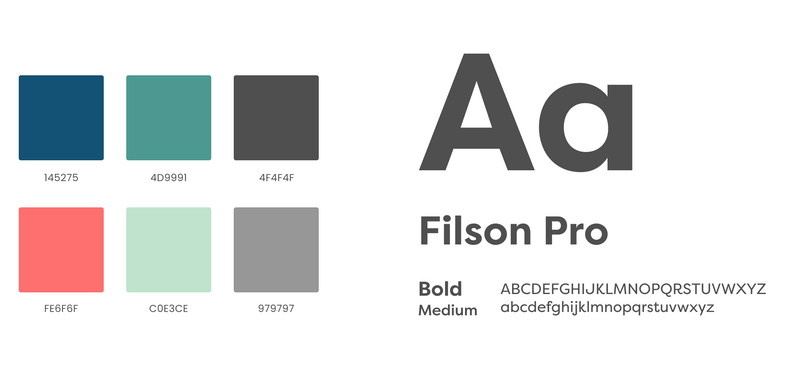 145275
4D9991
4F4F4F
FE6F6F
C0E3CE
979797
Aa
Filson Pro
Bold
Medium
ABCDEFGHIJKLMNOPQRSTUVWXYZ
abcdefghijklmnopqrstuvwxyz